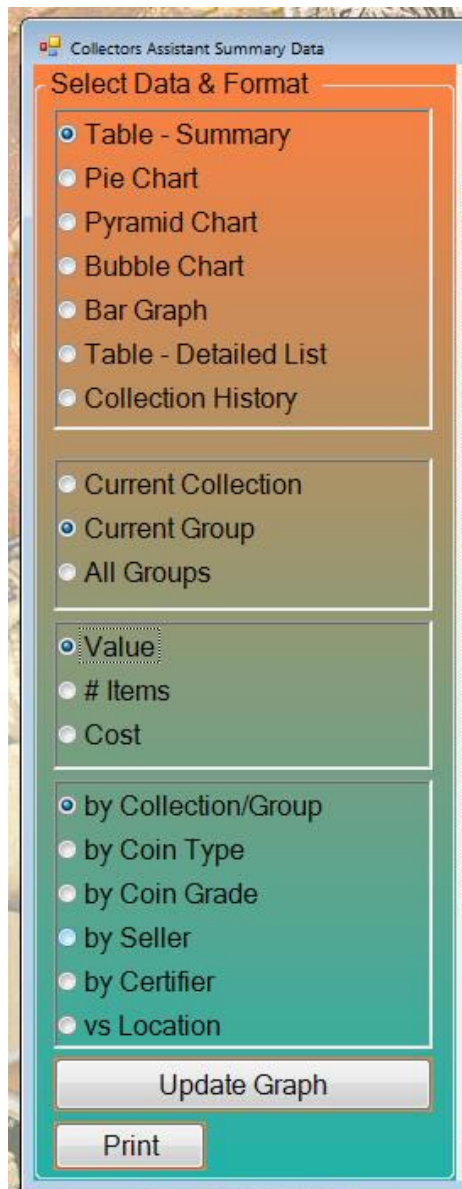 Collectors Assistant Summary Data
Select Data & Format
Table - Summary
Pie Chart
Pyramid Chart
Bubble Chart
Bar Graph
Table - Detailed List
Collection History
Current Collection
Current Group
All Groups
Value
# Items
Cost
by Collection/Group
by Coin Type
by Coin Grade
by Seller
by Certifier
vs Location
Update Graph
Print